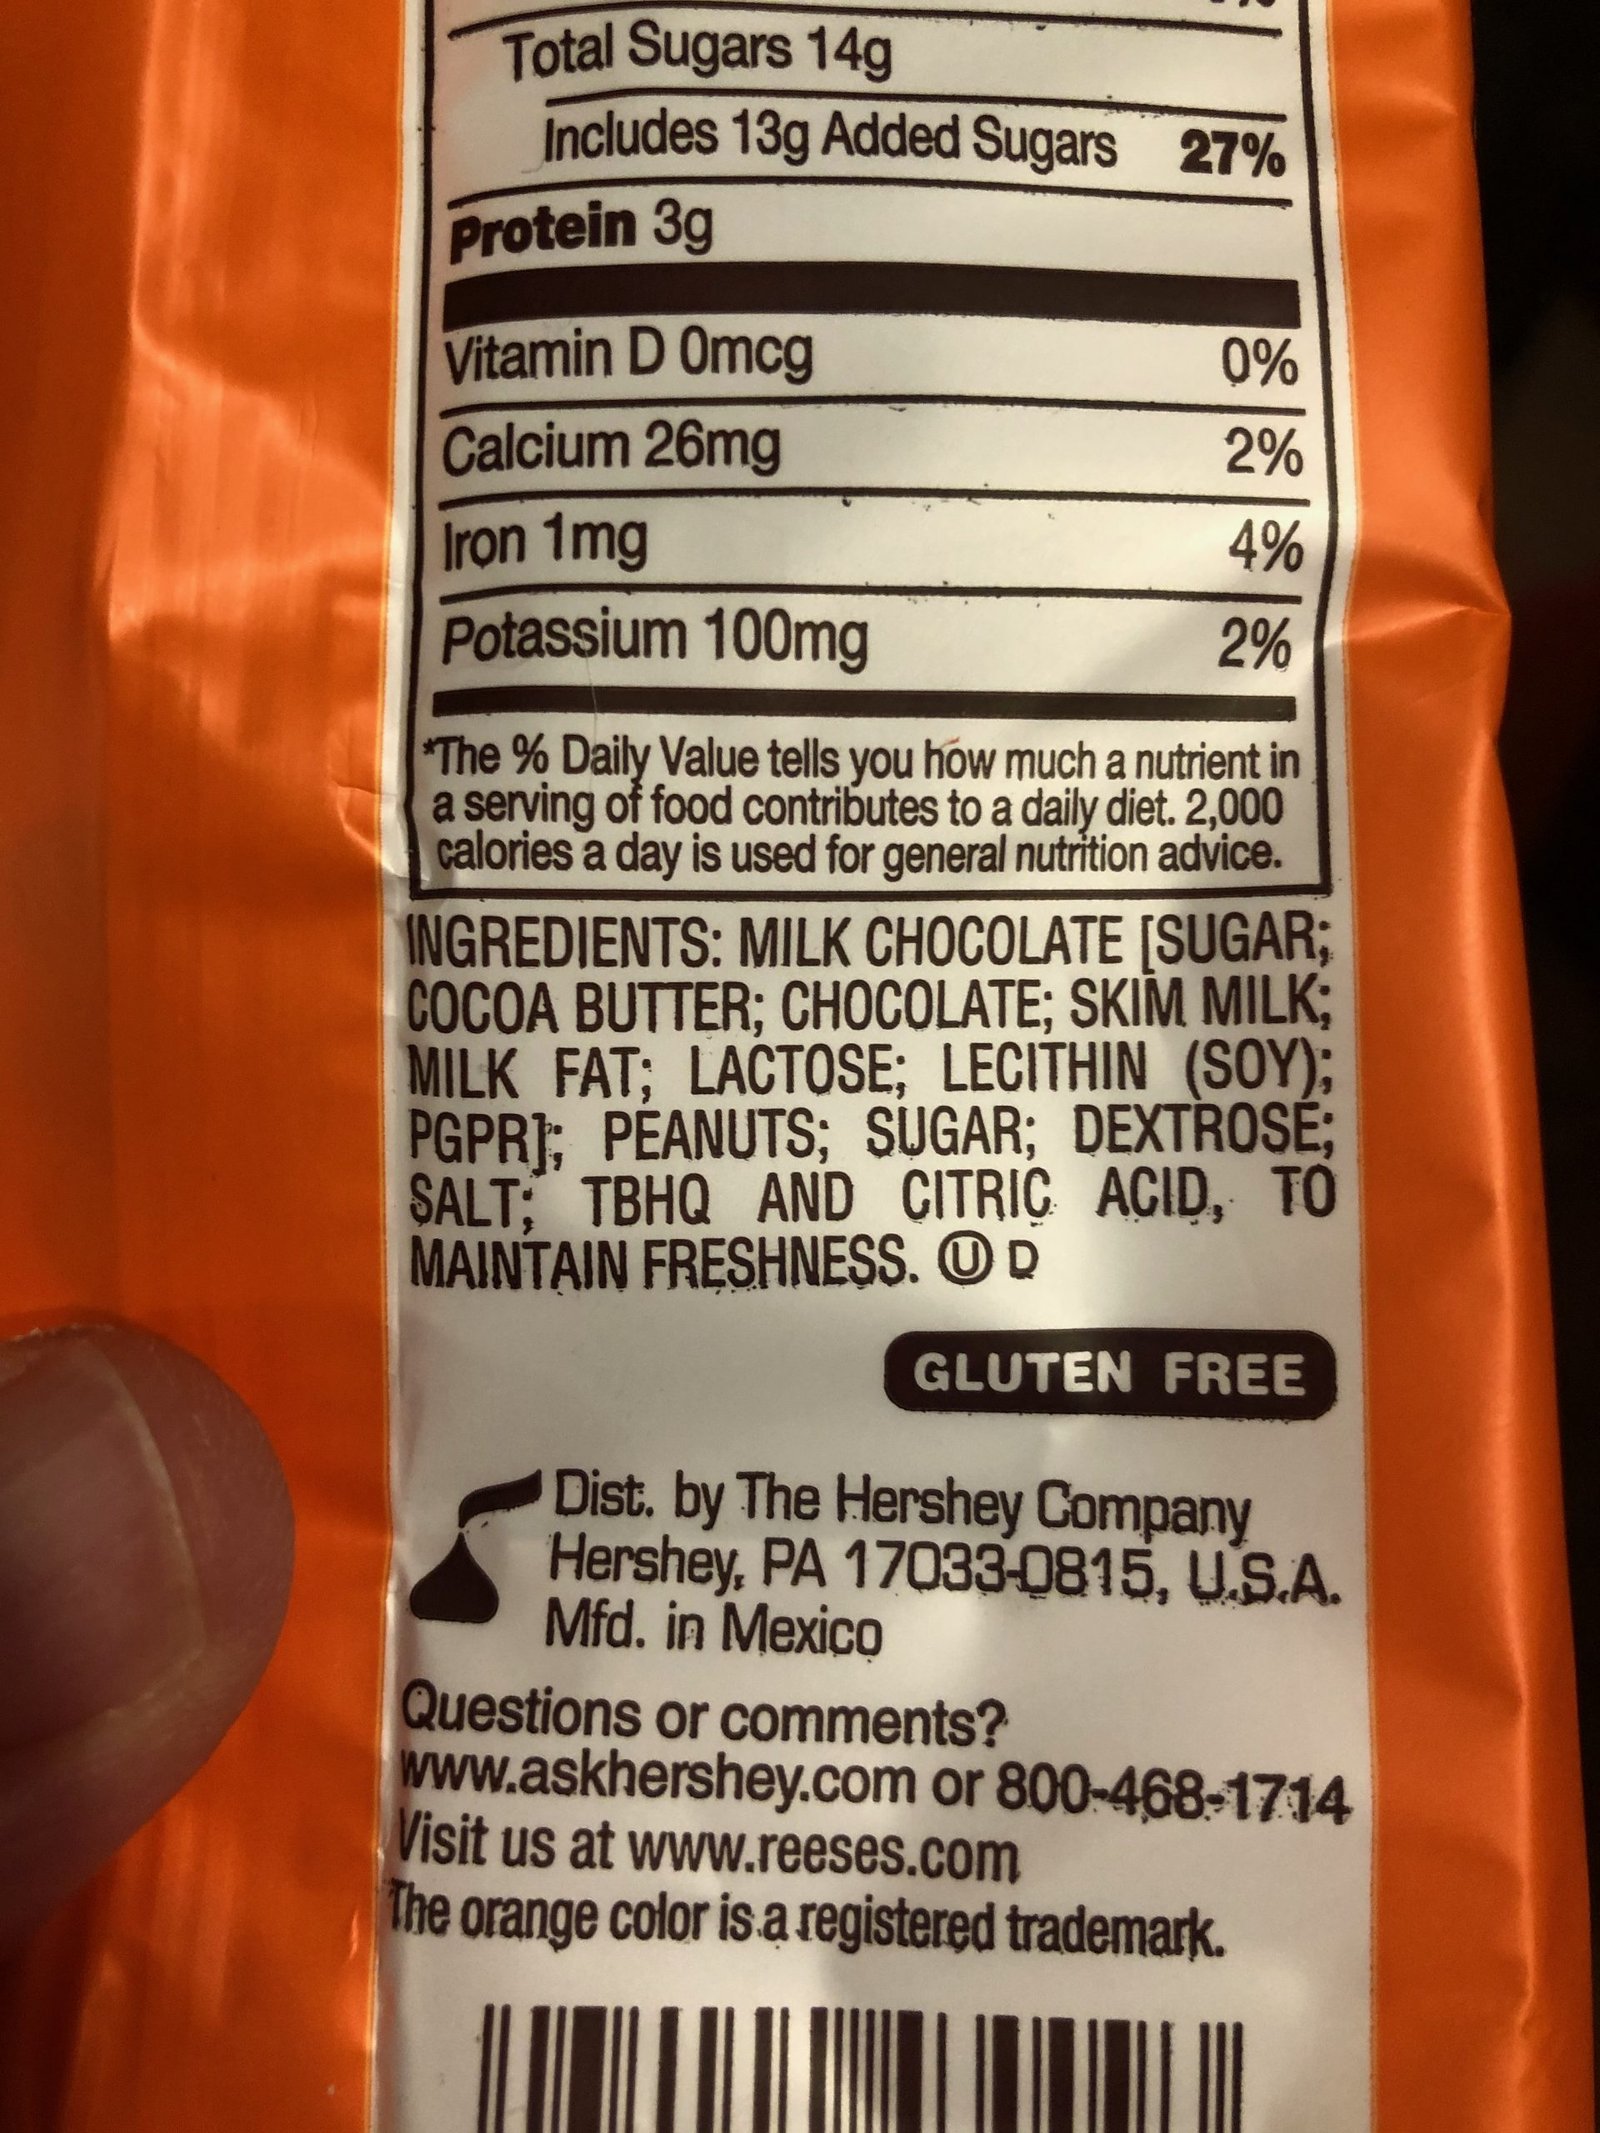 Total Sugars 14g
Includes 13g Added Sugars 27%
Protein 3g
Vitamin D 0mcg 0%
Calcium 26mg 2%
Iron 1mg 4%
Potassium 100mg 2%
*The % Daily Value tells you how much a nutrient in
a serving of food contributes to a daily diet. 2,000
calories a day is used for general nutrition advice.
INGREDIENTS: MILK CHOCOLATE [SUGAR;
COCOA BUTTER; CHOCOLATE; SKIM MILK;
MILK FAT; LACTOSE; LECITHIN (SOY);
PGPR]; PEANUTS; SUGAR; DEXTROSE;
SALT; TBHQ AND CITRIC ACID, TO
MAINTAIN FRESHNESS. Ⓤ D
GLUTEN FREE
Dist. by The Hershey Company
Hershey, PA 17033-0815, U.S.A.
Mfd. in Mexico
Questions or comments?
www.askhershey.com or 800-468-1714
Visit us at www.reeses.com
The orange color is a registered trademark.